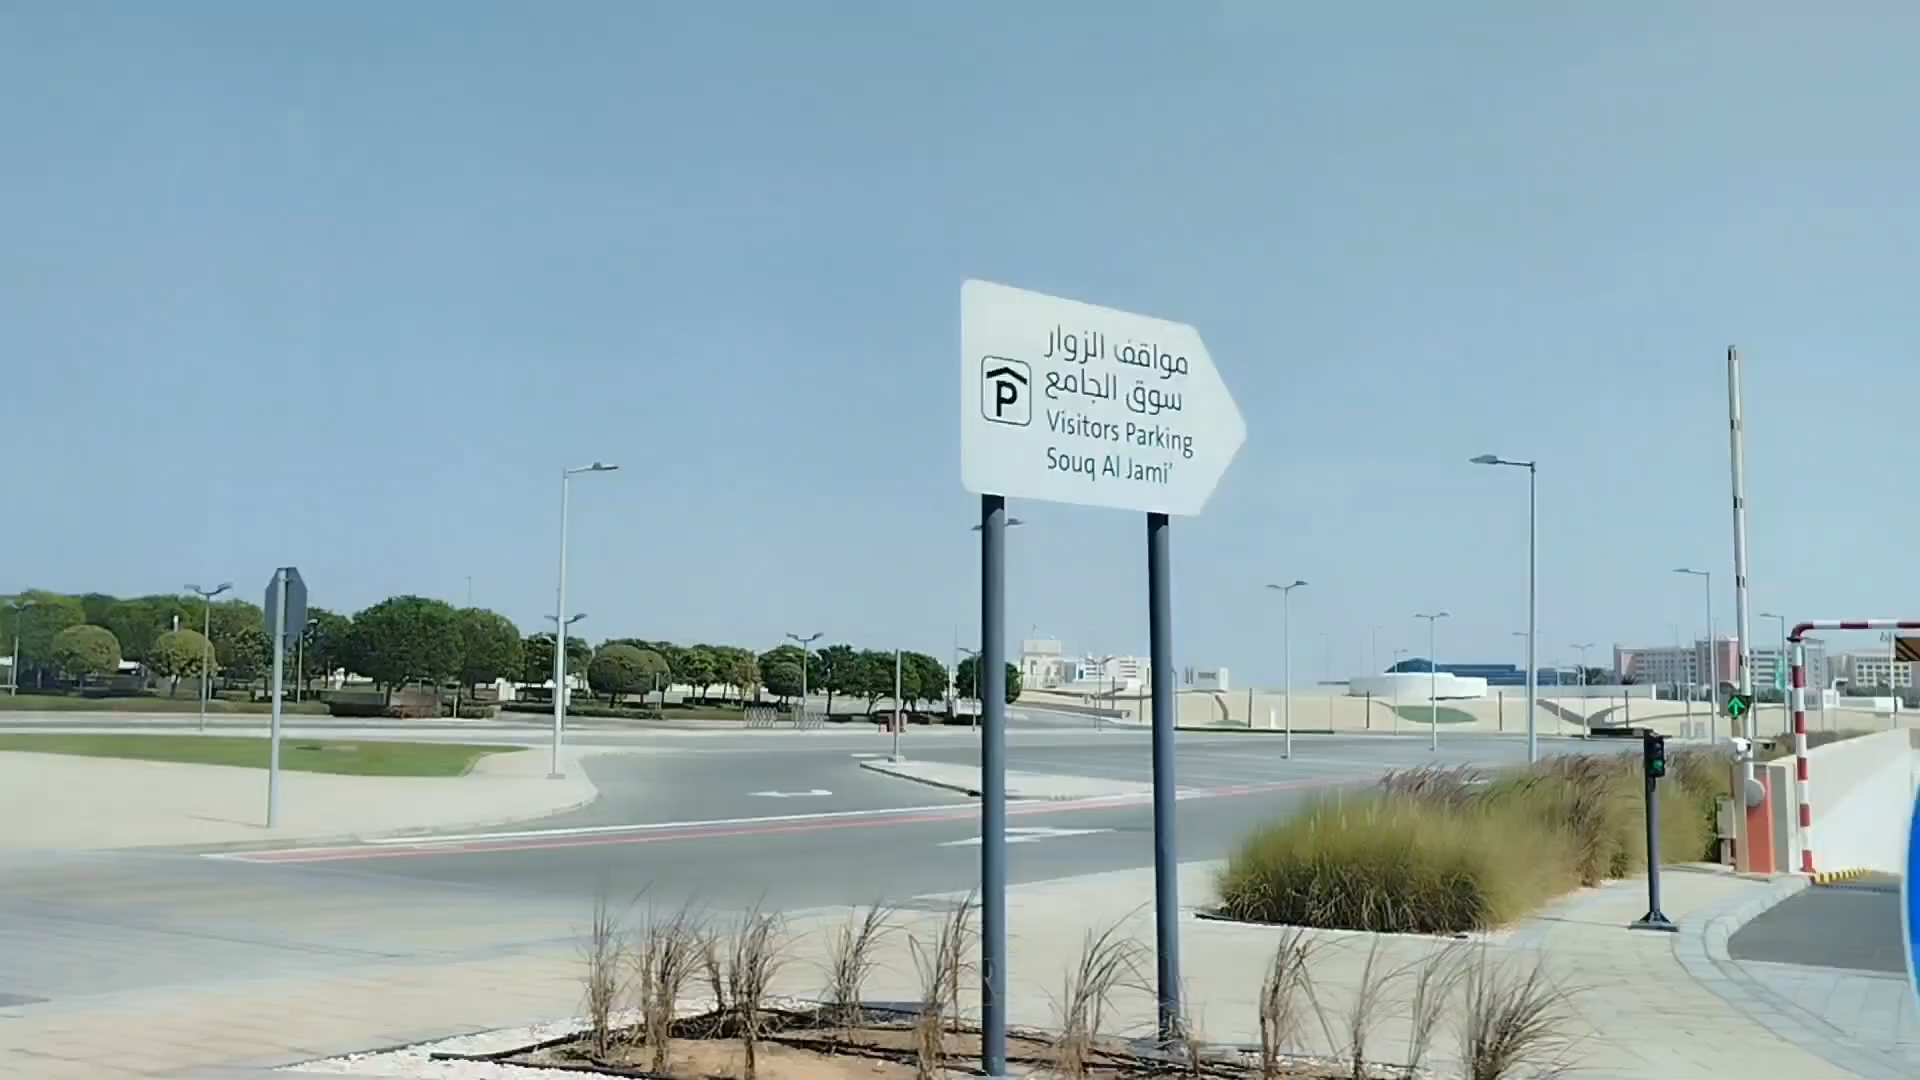 مواقف الزوار
سوق الجامع
P
Visitors Parking
Souq Al Jami'